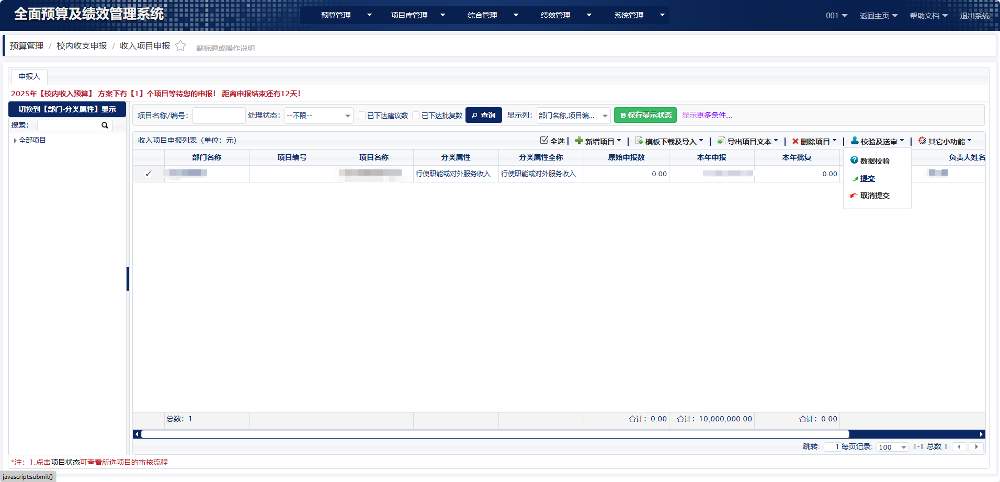 全面预算及绩效管理系统
预算管理 项目库管理 综合管理 绩效管理 系统管理
001 返回主页 帮助文档 退出系统
预算管理 / 校内收支申报 / 收入项目申报 副标题或操作说明
申报人
2025年【校内收入预算】 方案下有【1】个项目等待您的申报！ 距离申报结束还有12天！
切换到【部门-分类属性】显示
搜索：
全部项目
项目名称/编号： 处理状态： --不限-- 已下达建议数 已下达批复数 查询 显示列： 部门名称,项目编... 保存显示状态 显示更多条件...
收入项目申报列表（单位：元） 全选 | 新增项目 | 模板下载及导入 | 导出项目文本 | 删除项目 | 校验及送审 | 其它小功能
部门名称 项目编号 项目名称 分类属性 分类属性全称 原始申报数 本年申报 本年批复 负责人姓名
行使职能或对外服务收入 行使职能或对外服务收入 0.00 0.00
数据校验
提交
取消提交
总数：1 合计：0.00 合计：10,000,000.00 合计：0.00
跳转: 1 每页记录: 100 1-1 总数 1
*注：1.点击项目状态可查看所选项目的审核流程
javascript:submit()